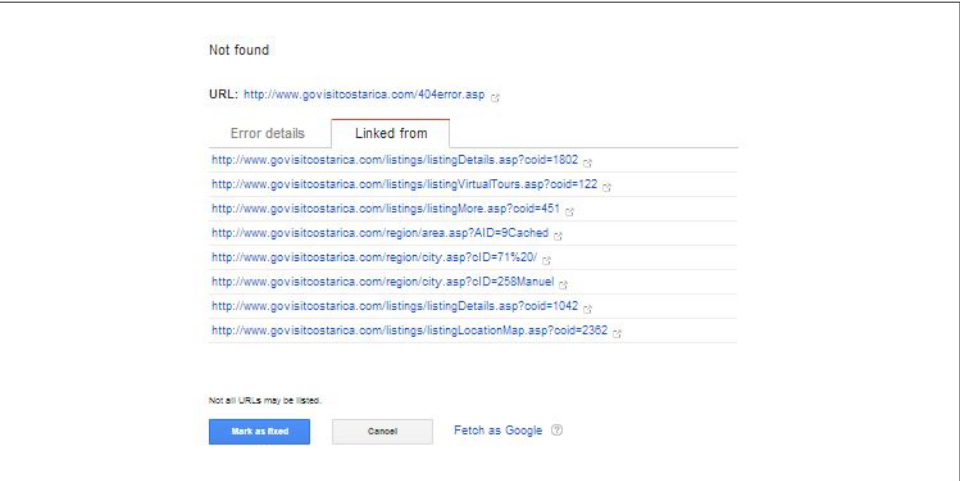 Not found
URL: http://www.govisitcostarica.com/404error.asp
Error details Linked from
http://www.govisitcostarica.com/listings/listingDetails.asp?coid=1802
http://www.govisitcostarica.com/listings/listingVirtualTours.asp?coid=122
http://www.govisitcostarica.com/listings/listingMore.asp?coid=451
http://www.govisitcostarica.com/region/area.asp?AID=9Cached
http://www.govisitcostarica.com/region/city.asp?cID=71%20/
http://www.govisitcostarica.com/region/city.asp?cID=258Manuel
http://www.govisitcostarica.com/listings/listingDetails.asp?coid=1042
http://www.govisitcostarica.com/listings/listingLocationMap.asp?coid=2362
Not all URLs may be listed.
Mark as fixed Cancel Fetch as Google ?